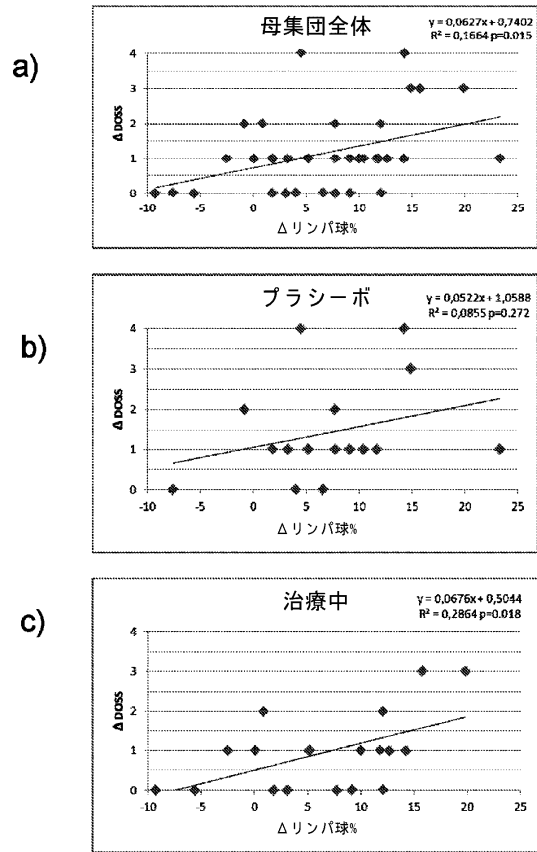 a)
母集団全体
y = 0,0627x + 0,7402
R² = 0,1664 p=0.015
Δ DOSS
4
3
2
1
0
-10 -5 0 5 10 15 20 25
Δ リンパ球%
b)
プラシーボ
y = 0,0522x + 1,0588
R² = 0,0855 p=0.272
Δ DOSS
4
3
2
1
0
-10 -5 0 5 10 15 20 25
Δ リンパ球%
c)
治療中
y = 0,0676x + 0,5044
R² = 0,2864 p=0.018
Δ DOSS
4
3
2
1
0
-10 -5 0 5 10 15 20 25
Δ リンパ球%